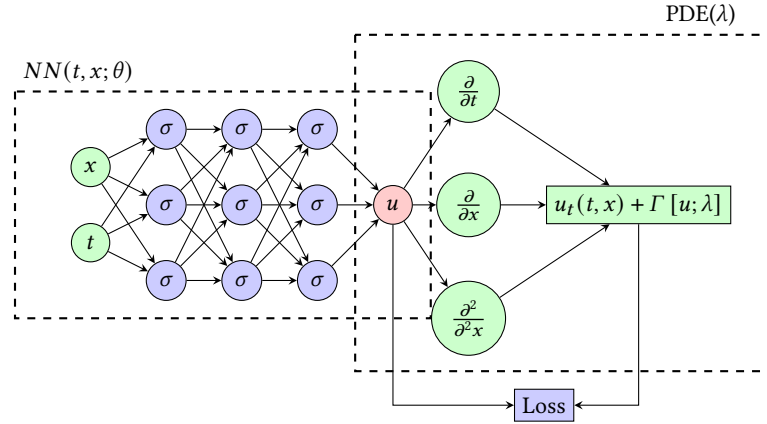 PDE(λ)
NN(t, x; θ)
∂/∂t
σ σ σ
x
σ σ σ
u
∂/∂x
u_t(t, x) + Γ [u; λ]
t
σ σ σ
∂²/∂²x
Loss